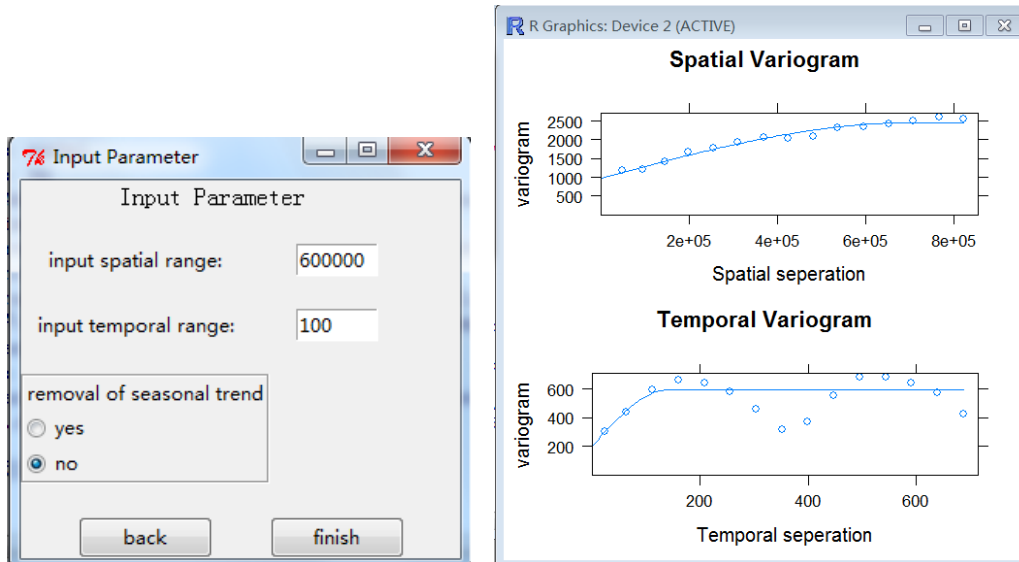 Input Parameter
Input Parameter
input spatial range: 600000
input temporal range: 100
removal of seasonal trend
yes
no
back finish
R Graphics: Device 2 (ACTIVE)
Spatial Variogram
variogram
2500
2000
1500
1000
500
2e+05 4e+05 6e+05 8e+05
Spatial seperation
Temporal Variogram
variogram
600
400
200
200 400 600
Temporal seperation